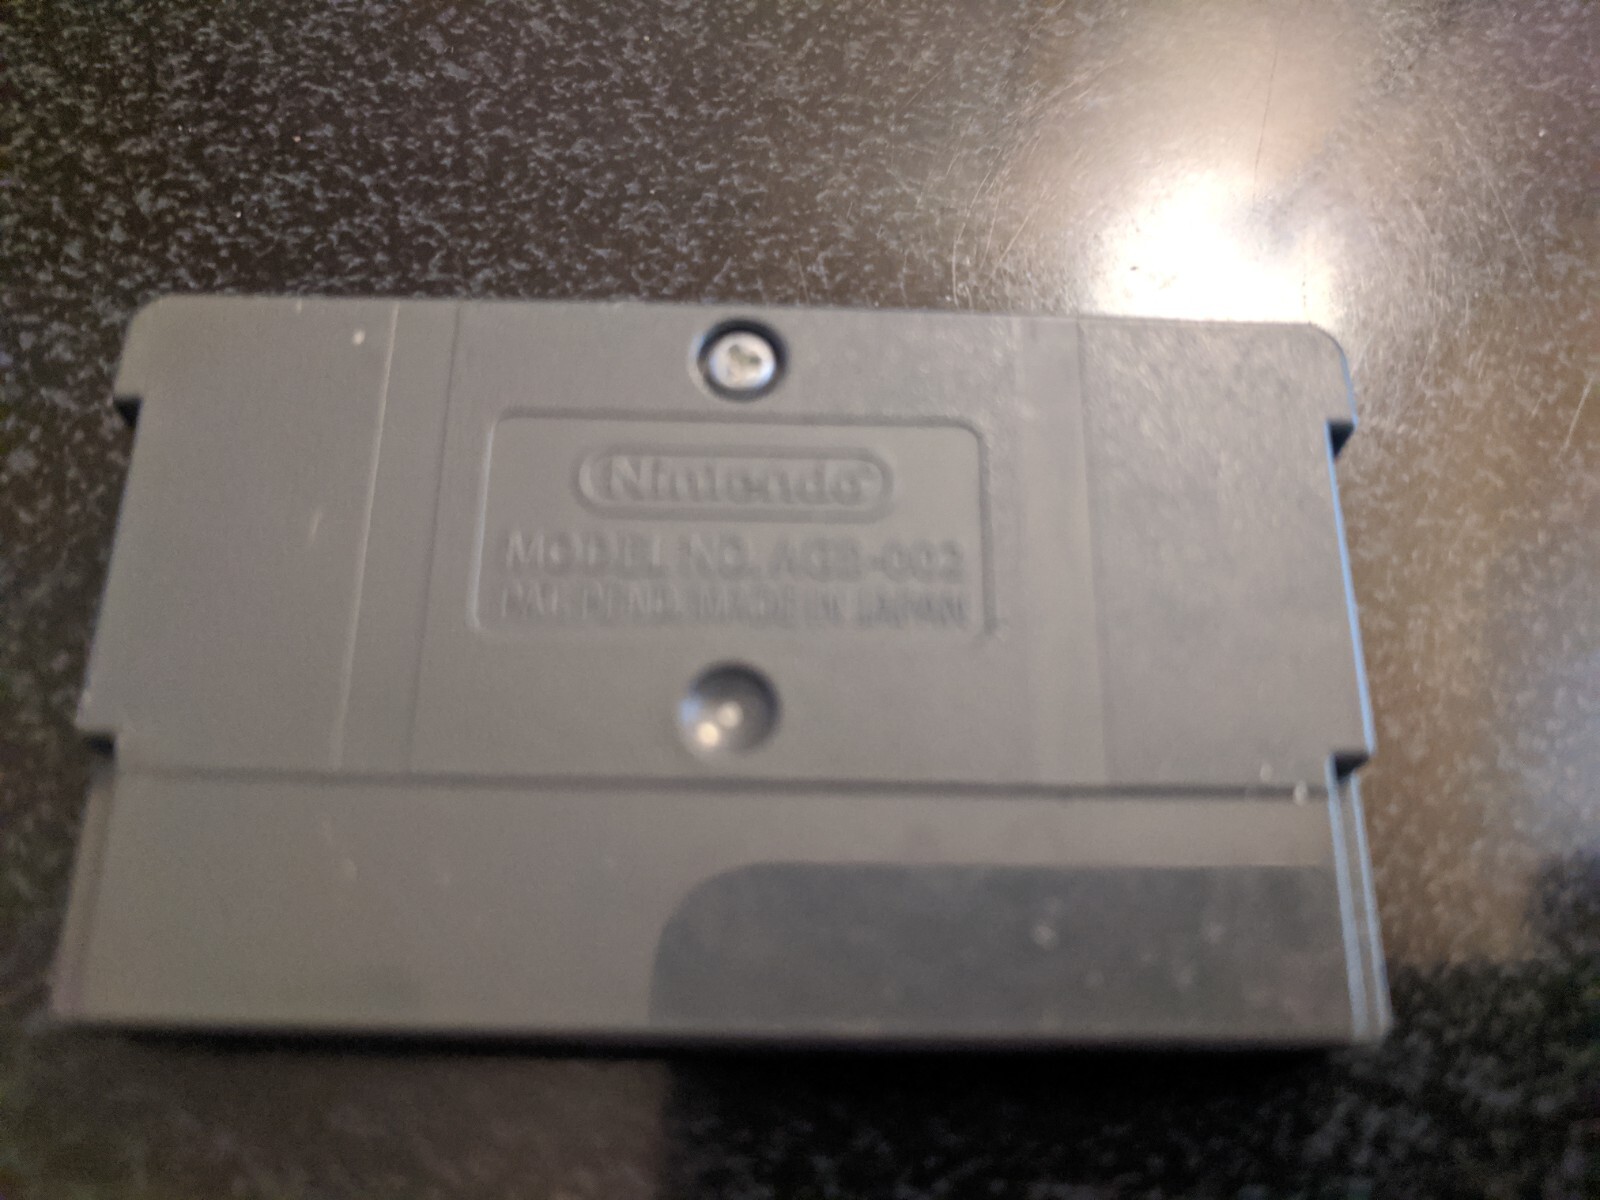 Nintendo
MODEL NO. AGB-002
PAT. PEND. MADE IN JAPAN